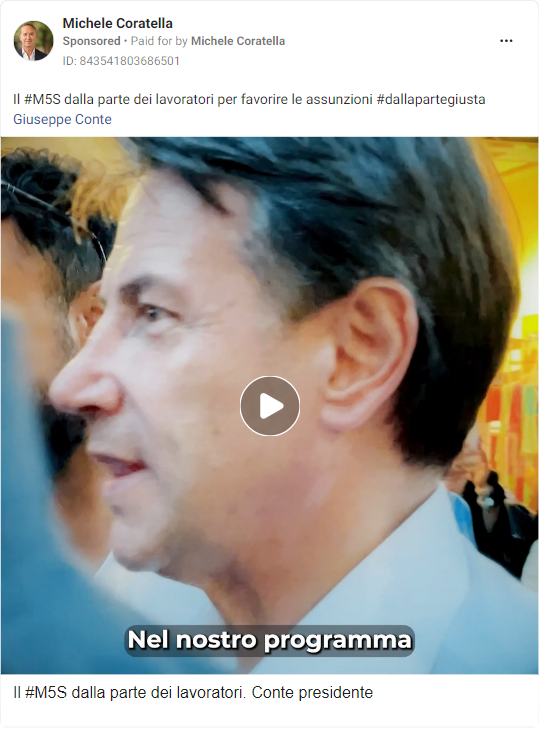 Michele Coratella
Sponsored • Paid for by Michele Coratella
ID: 843541803686501
Il #M5S dalla parte dei lavoratori per favorire le assunzioni #dallapartegiusta
Giuseppe Conte
Nel nostro programma
Il #M5S dalla parte dei lavoratori. Conte presidente